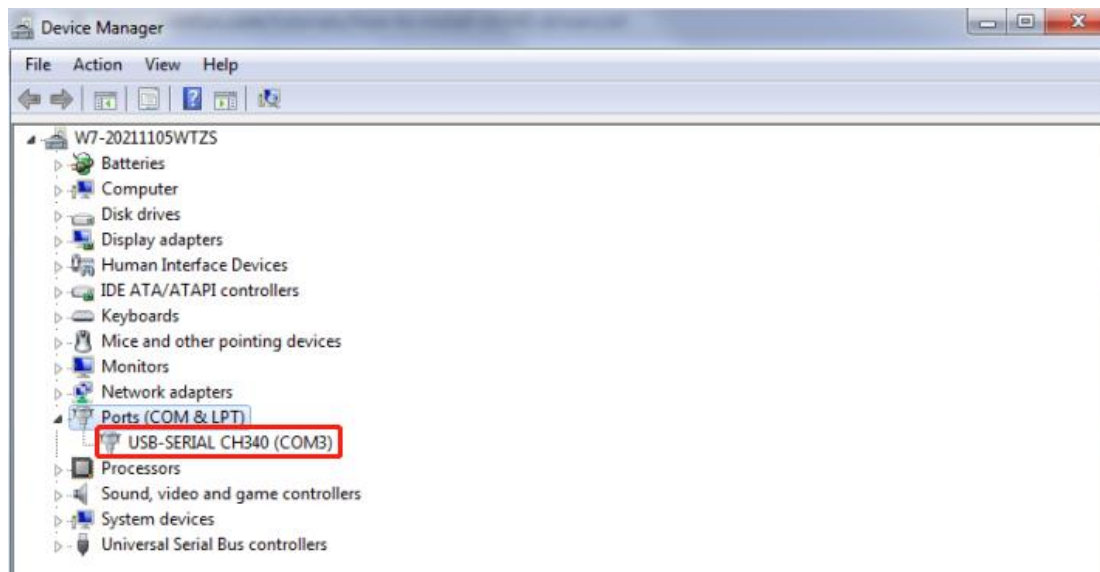 Device Manager
File Action View Help
W7-20211105WTZS
Batteries
Computer
Disk drives
Display adapters
Human Interface Devices
IDE ATA/ATAPI controllers
Keyboards
Mice and other pointing devices
Monitors
Network adapters
Ports (COM & LPT)
USB-SERIAL CH340 (COM3)
Processors
Sound, video and game controllers
System devices
Universal Serial Bus controllers